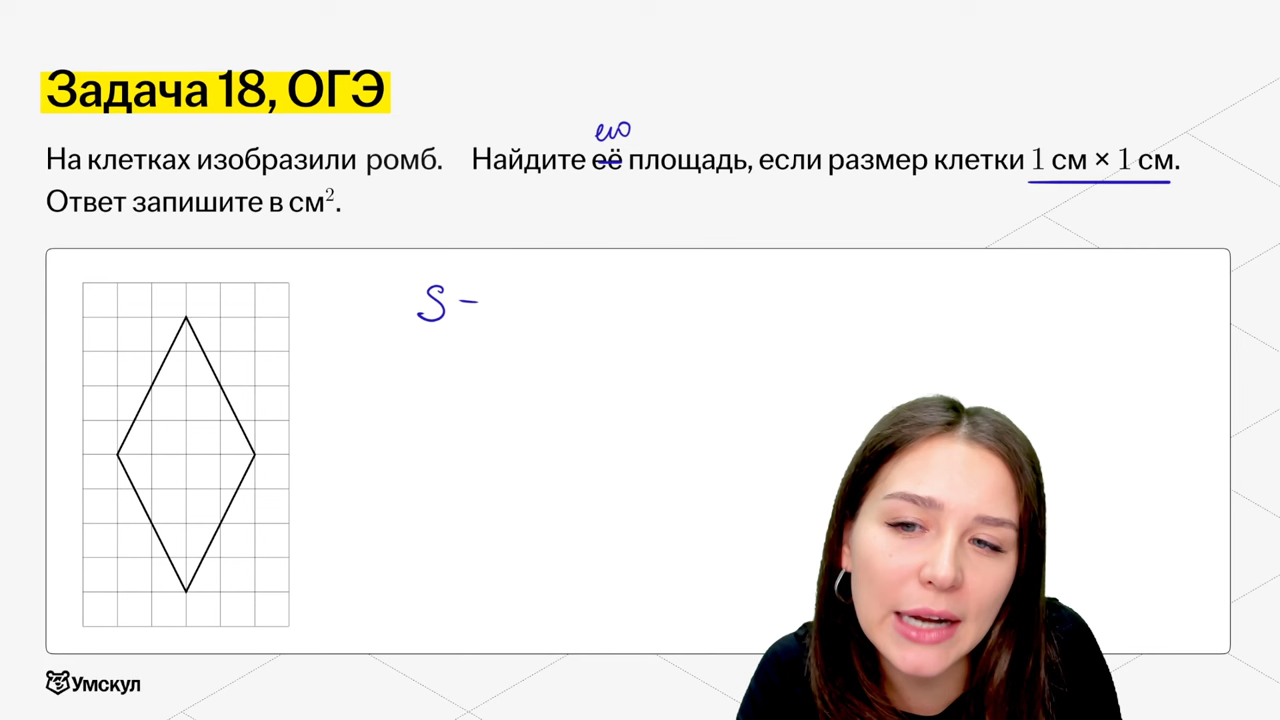 Задача 18, ОГЭ
его
На клетках изобразили ромб. Найдите её площадь, если размер клетки 1 см × 1 см.
Ответ запишите в см².
S -
Умскул